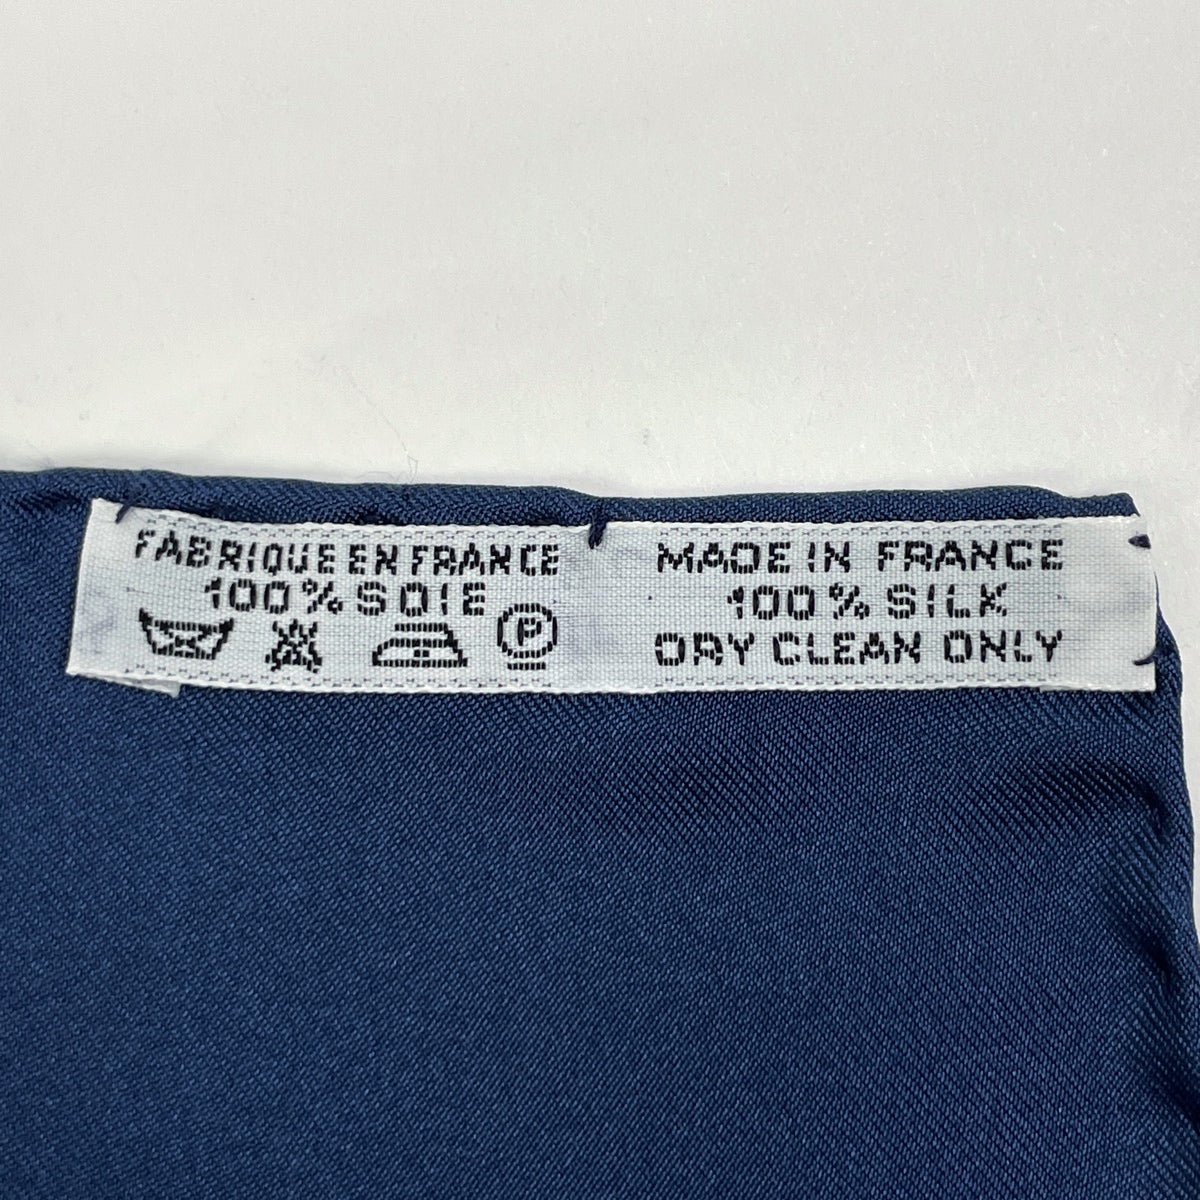 FABRIQUE EN FRANCE
100% SOIE
P
MADE IN FRANCE
100% SILK
DRY CLEAN ONLY